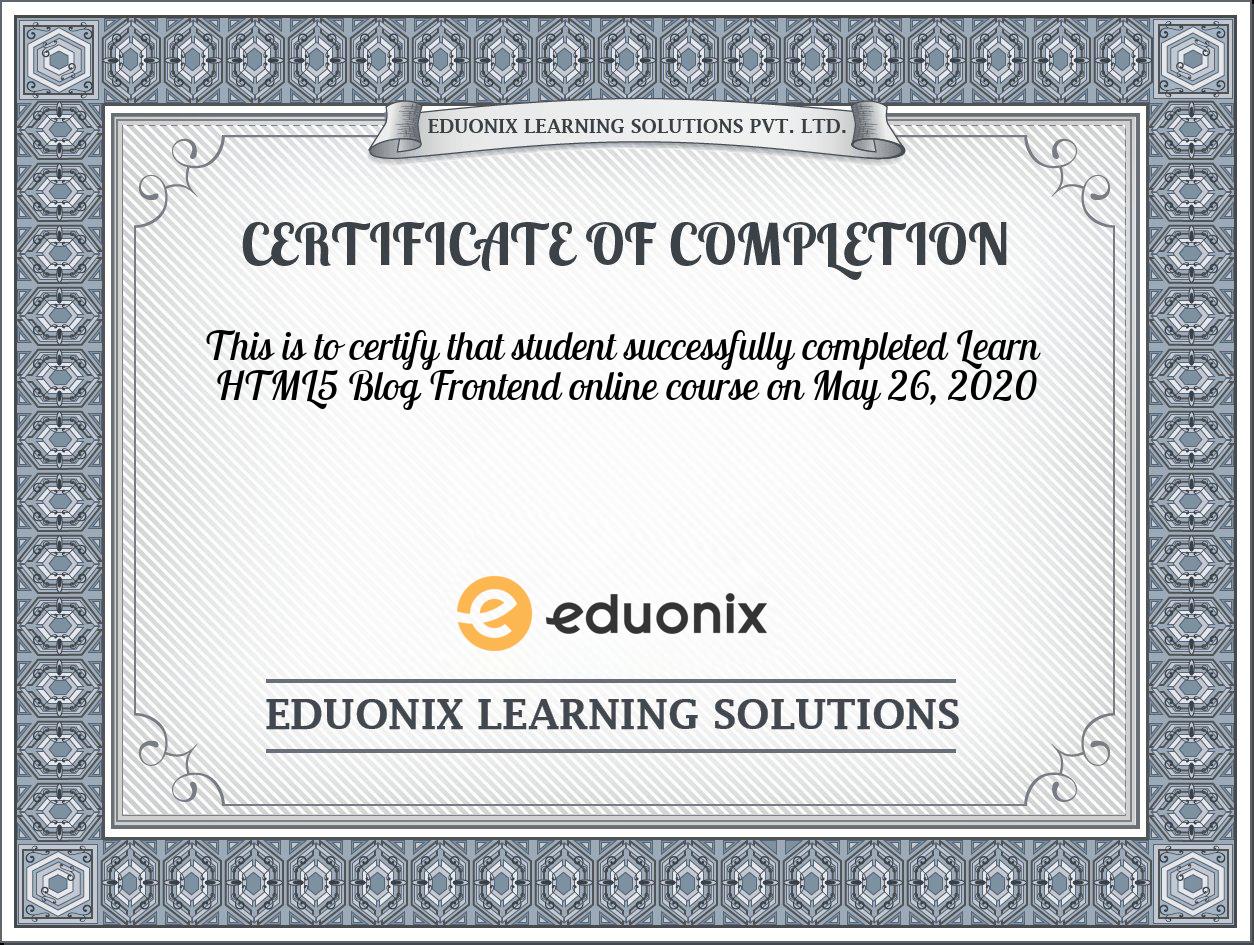 EDUONIX LEARNING SOLUTIONS PVT. LTD.
CERTIFICATE OF COMPLETION
This is to certify that student successfully completed Learn
HTML5 Blog Frontend online course on May 26, 2020
eduonix
EDUONIX LEARNING SOLUTIONS